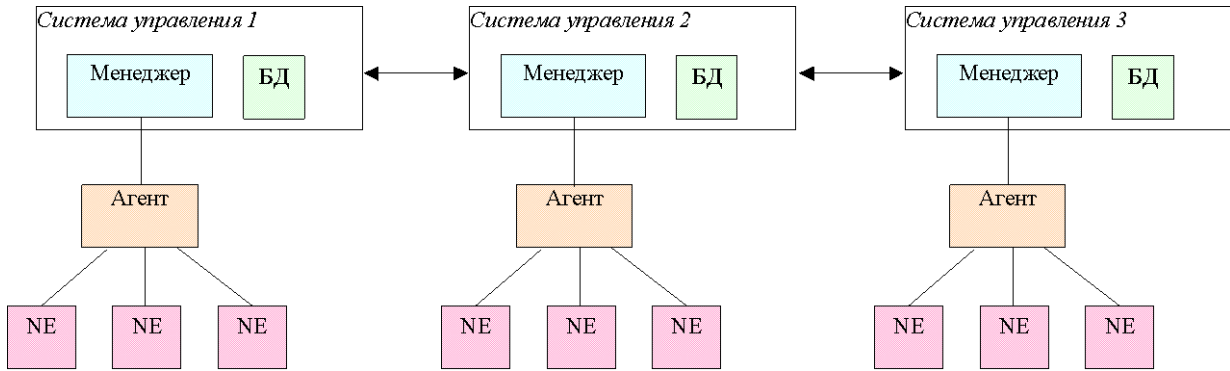 Система управления 1
Система управления 2
Система управления 3
Менеджер
БД
Менеджер
БД
Менеджер
БД
Агент
Агент
Агент
NE
NE
NE
NE
NE
NE
NE
NE
NE